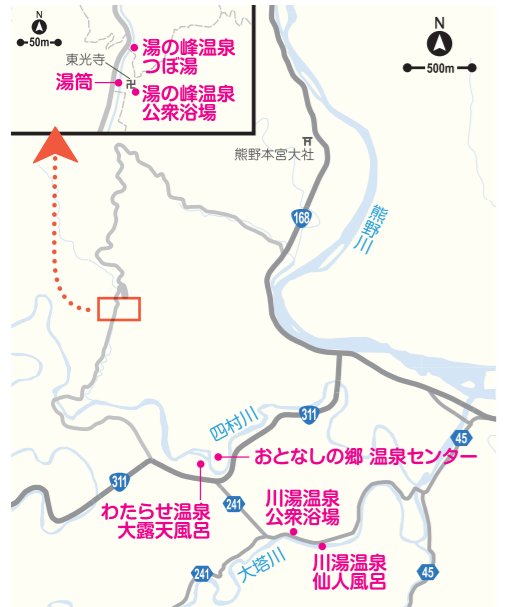 N
50m
湯の峰温泉
つぼ湯
東光寺
湯筒
卍
湯の峰温泉
公衆浴場
N
500m
熊野本宮大社
168
熊野川
四村川
311
おとなしの郷 温泉センター
45
311
わたらせ温泉
大露天風呂
241
川湯温泉
公衆浴場
大塔川
川湯温泉
仙人風呂
241
45